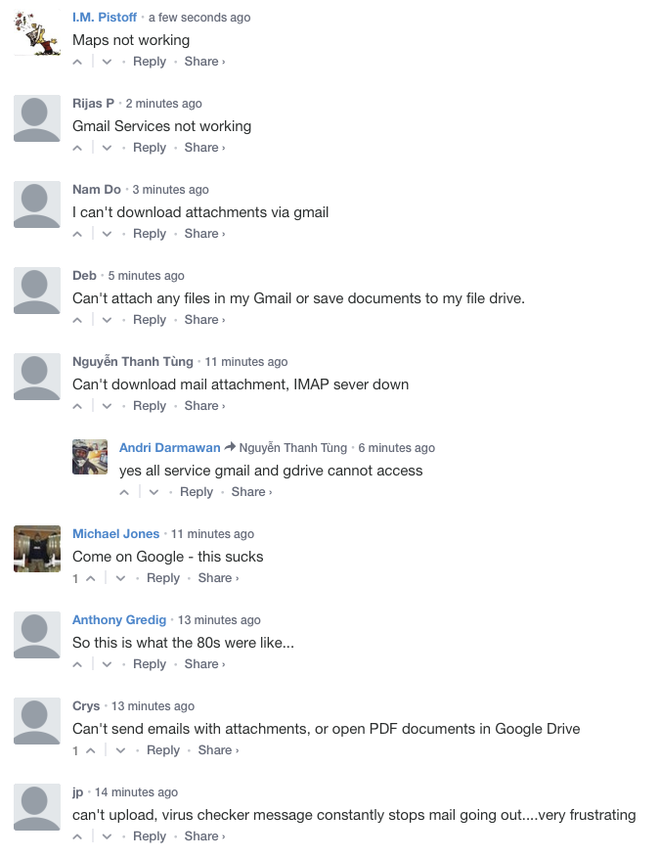 I.M. Pistoff · a few seconds ago
Maps not working
Reply · Share ›
Rijas P · 2 minutes ago
Gmail Services not working
Reply · Share ›
Nam Do · 3 minutes ago
I can't download attachments via gmail
Reply · Share ›
Deb · 5 minutes ago
Can't attach any files in my Gmail or save documents to my file drive.
Reply · Share ›
Nguyễn Thanh Tùng · 11 minutes ago
Can't download mail attachment, IMAP sever down
Reply · Share ›
Andri Darmawan Nguyễn Thanh Tùng · 6 minutes ago
yes all service gmail and gdrive cannot access
Reply · Share ›
Michael Jones · 11 minutes ago
Come on Google - this sucks
1 Reply · Share ›
Anthony Gredig · 13 minutes ago
So this is what the 80s were like...
Reply · Share ›
Crys · 13 minutes ago
Can't send emails with attachments, or open PDF documents in Google Drive
1 Reply · Share ›
jp · 14 minutes ago
can't upload, virus checker message constantly stops mail going out....very frustrating
Reply · Share ›